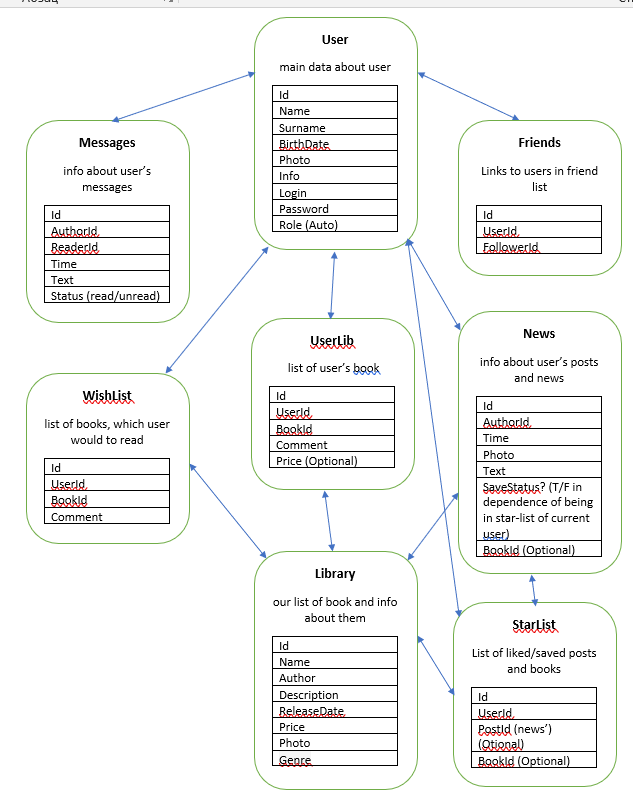 User
main data about user
Id
Name
Surname
BirthDate
Photo
Info
Login
Password
Role (Auto)
Messages
info about user’s
messages
Id
AuthorId
ReaderId
Time
Text
Status (read/unread)
Friends
Links to users in friend
list
Id
UserId
FollowerId
UserLib
list of user’s book
Id
UserId
BookId
Comment
Price (Optional)
News
info about user’s posts
and news
Id
AuthorId
Time
Photo
Text
SaveStatus? (T/F in
dependence of being
in star-list of current
user)
BookId (Optional)
WishList
list of books, which user
would to read
Id
UserId
BookId
Comment
Library
our list of book and info
about them
Id
Name
Author
Description
ReleaseDate
Price
Photo
Genre
StarList
List of liked/saved posts
and books
Id
UserId
PostId (news’)
(Otional)
BookId (Optional)